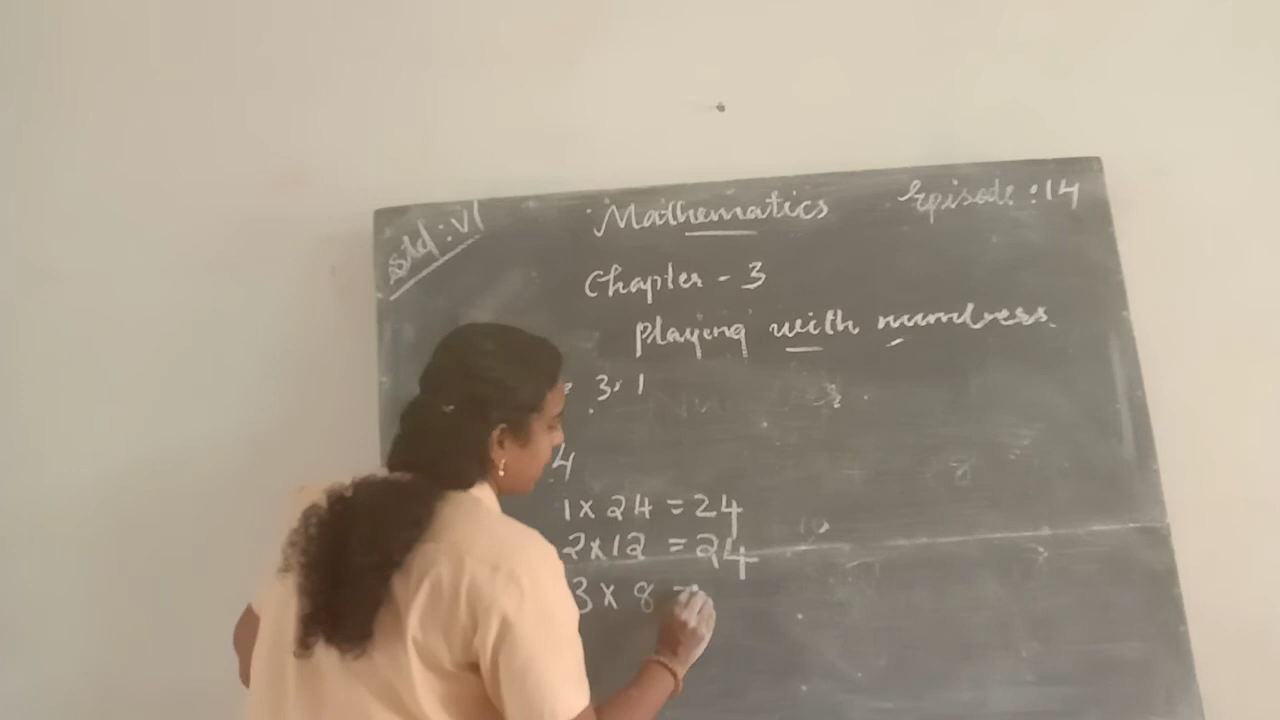 Std : VI Mathematics Episode : 14
Chapter - 3
Playing with numbers
3.1
4
1 x 24 = 24
2 x 12 = 24
3 x 8 =